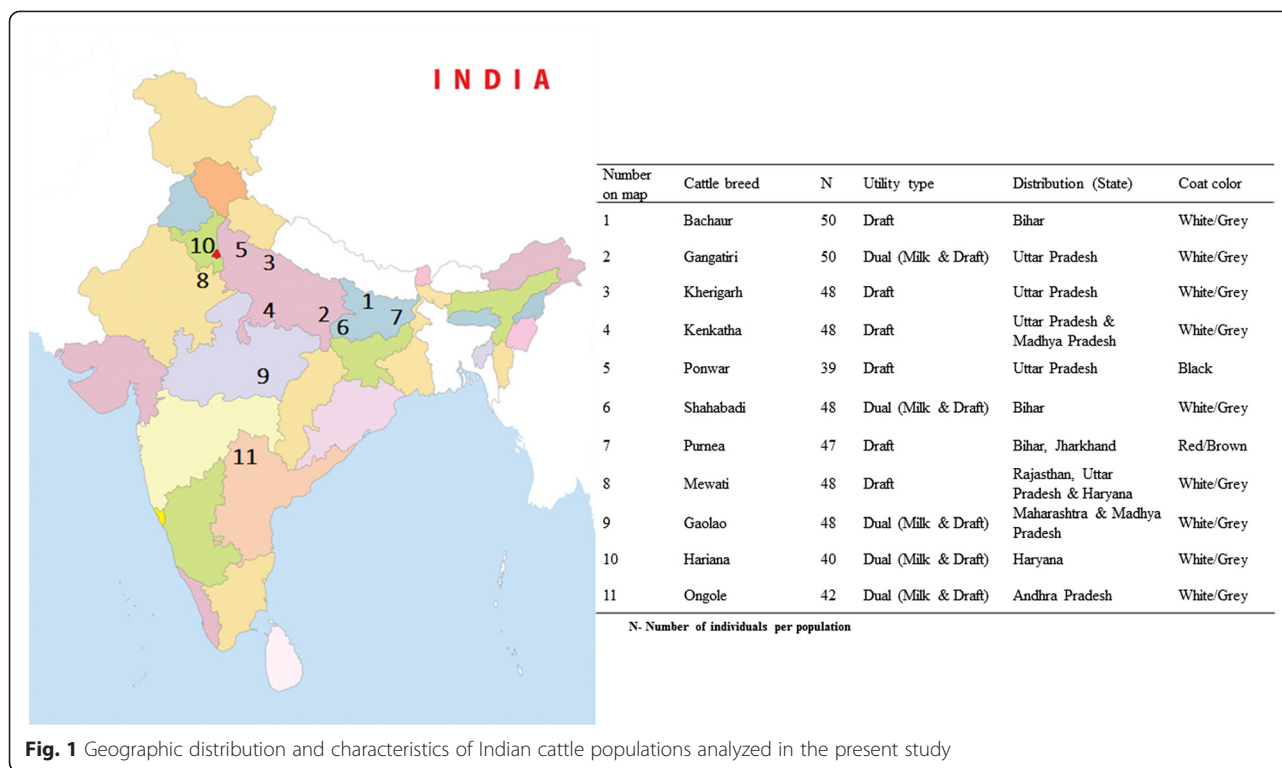 INDIA
10
5
3
8
4
2
1
6
7
9
11
Number on map Cattle breed N Utility type Distribution (State) Coat color
1 Bachaur 50 Draft Bihar White/Grey
2 Gangatiri 50 Dual (Milk & Draft) Uttar Pradesh White/Grey
3 Kherigarh 48 Draft Uttar Pradesh White/Grey
4 Kenkatha 48 Draft Uttar Pradesh & Madhya Pradesh White/Grey
5 Ponwar 39 Draft Uttar Pradesh Black
6 Shahabadi 48 Dual (Milk & Draft) Bihar White/Grey
7 Purnea 47 Draft Bihar, Jharkhand Red/Brown
8 Mewati 48 Draft Rajasthan, Uttar Pradesh & Haryana White/Grey
9 Gaolao 48 Dual (Milk & Draft) Maharashtra & Madhya Pradesh White/Grey
10 Hariana 40 Dual (Milk & Draft) Haryana White/Grey
11 Ongole 42 Dual (Milk & Draft) Andhra Pradesh White/Grey
N- Number of individuals per population
Fig. 1 Geographic distribution and characteristics of Indian cattle populations analyzed in the present study